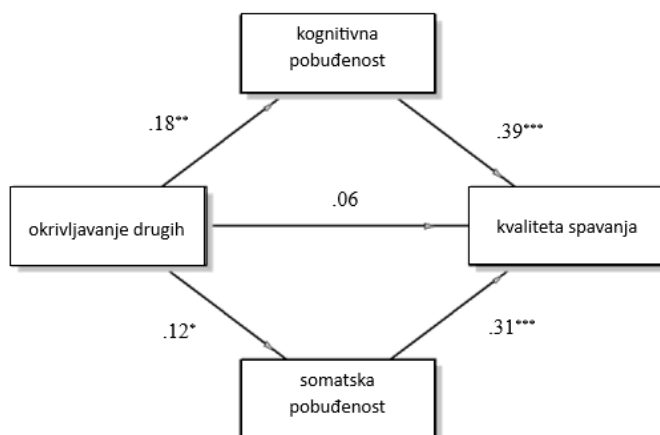 kognitivna
pobuđenost
.18**
.39***
.06
okrivljavanje drugih
kvaliteta spavanja
.12*
.31***
somatska
pobuđenost